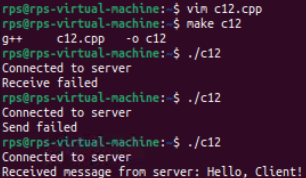 rps@rps-virtual-machine:~$ vim c12.cpp
rps@rps-virtual-machine:~$ make c12
g++     c12.cpp   -o c12
rps@rps-virtual-machine:~$ ./c12
Connected to server
Receive failed
rps@rps-virtual-machine:~$ ./c12
Connected to server
Send failed
rps@rps-virtual-machine:~$ ./c12
Connected to server
Received message from server: Hello, Client!